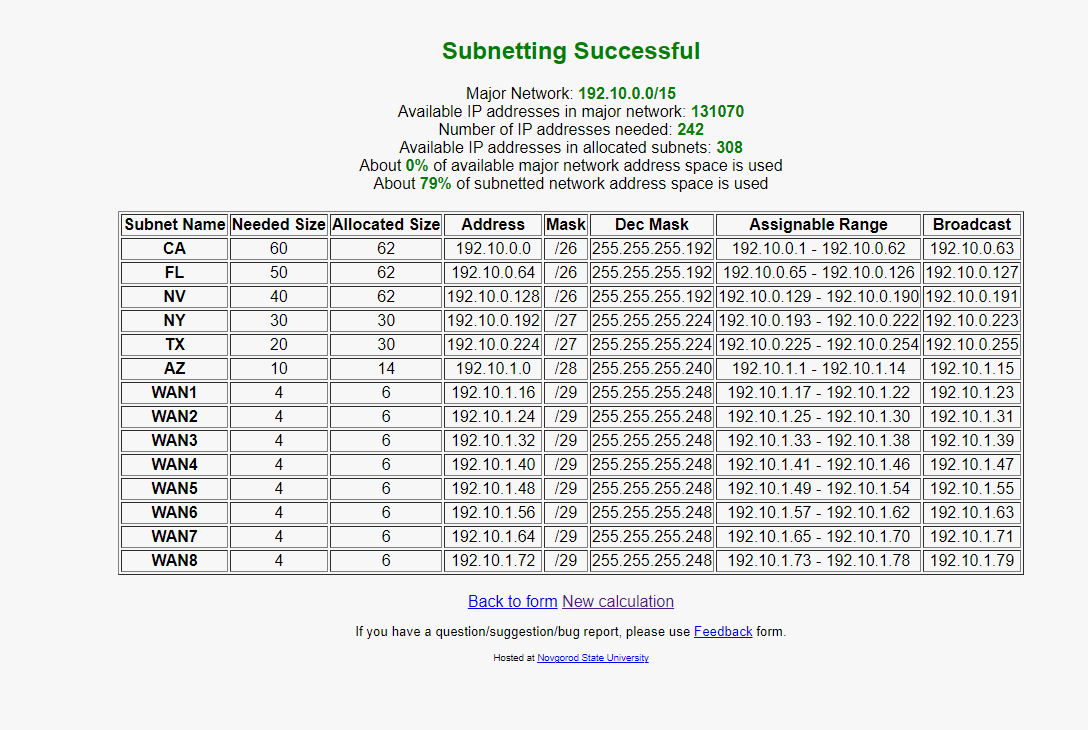 Subnetting Successful
Major Network: 192.10.0.0/15
Available IP addresses in major network: 131070
Number of IP addresses needed: 242
Available IP addresses in allocated subnets: 308
About 0% of available major network address space is used
About 79% of subnetted network address space is used
Subnet Name Needed Size Allocated Size Address Mask Dec Mask Assignable Range Broadcast
CA 60 62 192.10.0.0 /26 255.255.255.192 192.10.0.1 - 192.10.0.62 192.10.0.63
FL 50 62 192.10.0.64 /26 255.255.255.192 192.10.0.65 - 192.10.0.126 192.10.0.127
NV 40 62 192.10.0.128 /26 255.255.255.192 192.10.0.129 - 192.10.0.190 192.10.0.191
NY 30 30 192.10.0.192 /27 255.255.255.224 192.10.0.193 - 192.10.0.222 192.10.0.223
TX 20 30 192.10.0.224 /27 255.255.255.224 192.10.0.225 - 192.10.0.254 192.10.0.255
AZ 10 14 192.10.1.0 /28 255.255.255.240 192.10.1.1 - 192.10.1.14 192.10.1.15
WAN1 4 6 192.10.1.16 /29 255.255.255.248 192.10.1.17 - 192.10.1.22 192.10.1.23
WAN2 4 6 192.10.1.24 /29 255.255.255.248 192.10.1.25 - 192.10.1.30 192.10.1.31
WAN3 4 6 192.10.1.32 /29 255.255.255.248 192.10.1.33 - 192.10.1.38 192.10.1.39
WAN4 4 6 192.10.1.40 /29 255.255.255.248 192.10.1.41 - 192.10.1.46 192.10.1.47
WAN5 4 6 192.10.1.48 /29 255.255.255.248 192.10.1.49 - 192.10.1.54 192.10.1.55
WAN6 4 6 192.10.1.56 /29 255.255.255.248 192.10.1.57 - 192.10.1.62 192.10.1.63
WAN7 4 6 192.10.1.64 /29 255.255.255.248 192.10.1.65 - 192.10.1.70 192.10.1.71
WAN8 4 6 192.10.1.72 /29 255.255.255.248 192.10.1.73 - 192.10.1.78 192.10.1.79
Back to form New calculation
If you have a question/suggestion/bug report, please use Feedback form.
Hosted at Novgorod State University